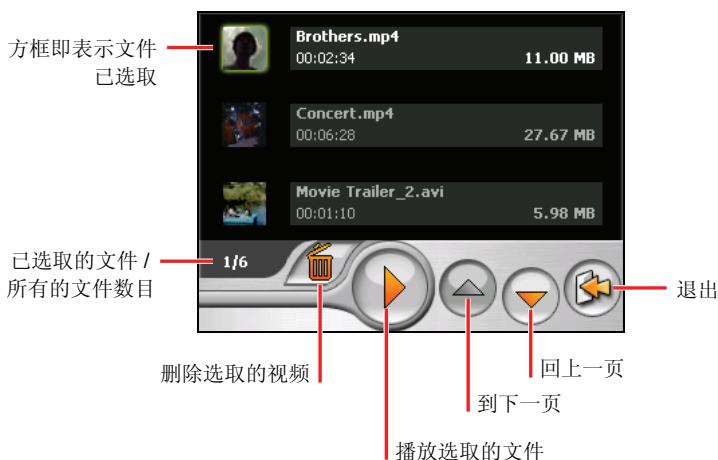 方框即表示文件
已选取
Brothers.mp4
00:02:34 11.00 MB
Concert.mp4
00:06:28 27.67 MB
Movie Trailer_2.avi
00:01:10 5.98 MB
已选取的文件 /
所有的文件数目
1/6
退出
删除选取的视频
回上一页
到下一页
播放选取的文件